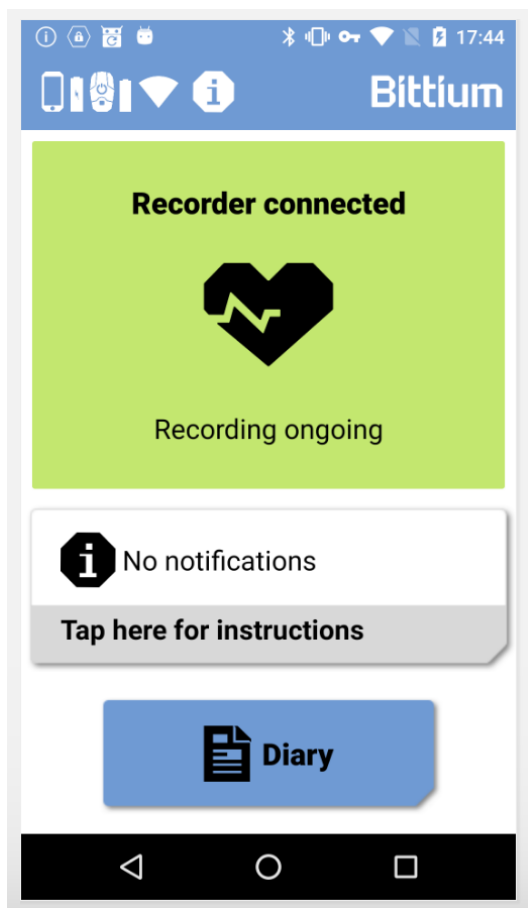 17:44
Bittium
Recorder connected
Recording ongoing
No notifications
Tap here for instructions
Diary